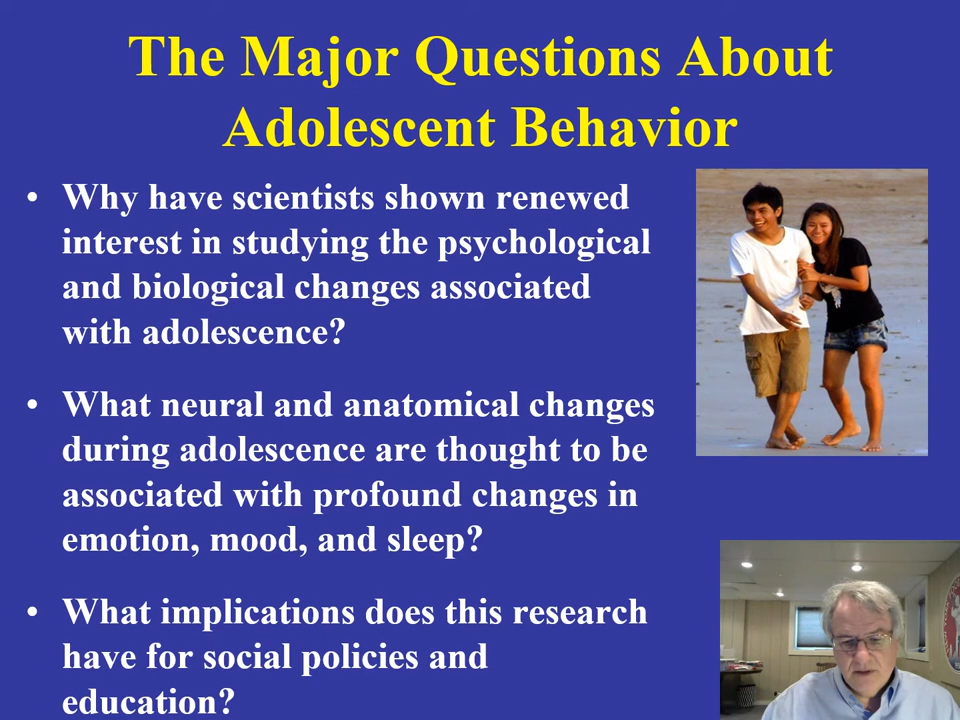 The Major Questions About
Adolescent Behavior
• Why have scientists shown renewed
interest in studying the psychological
and biological changes associated
with adolescence?
• What neural and anatomical changes
during adolescence are thought to be
associated with profound changes in
emotion, mood, and sleep?
• What implications does this research
have for social policies and
education?